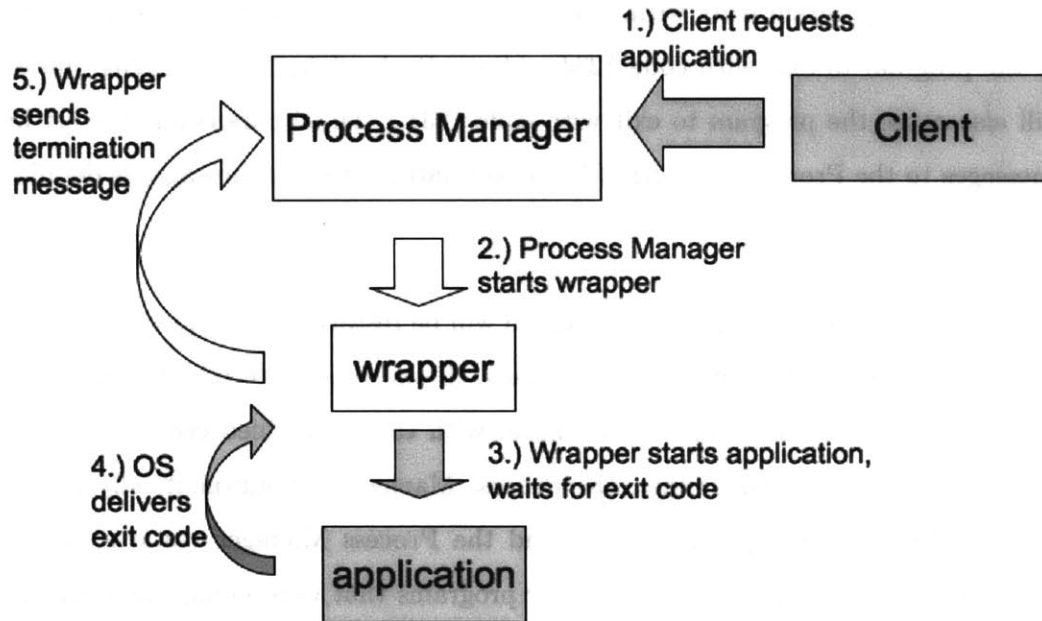 1.) Client requests
application
5.) Wrapper
sends
termination
message
Process Manager
Client
2.) Process Manager
starts wrapper
wrapper
3.) Wrapper starts application,
waits for exit code
4.) OS
delivers
exit code
application